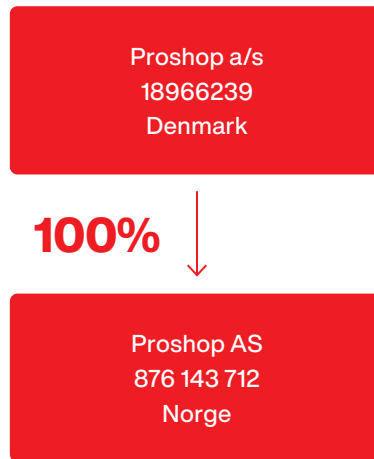 Proshop a/s
18966239
Denmark
100%
Proshop AS
876 143 712
Norge